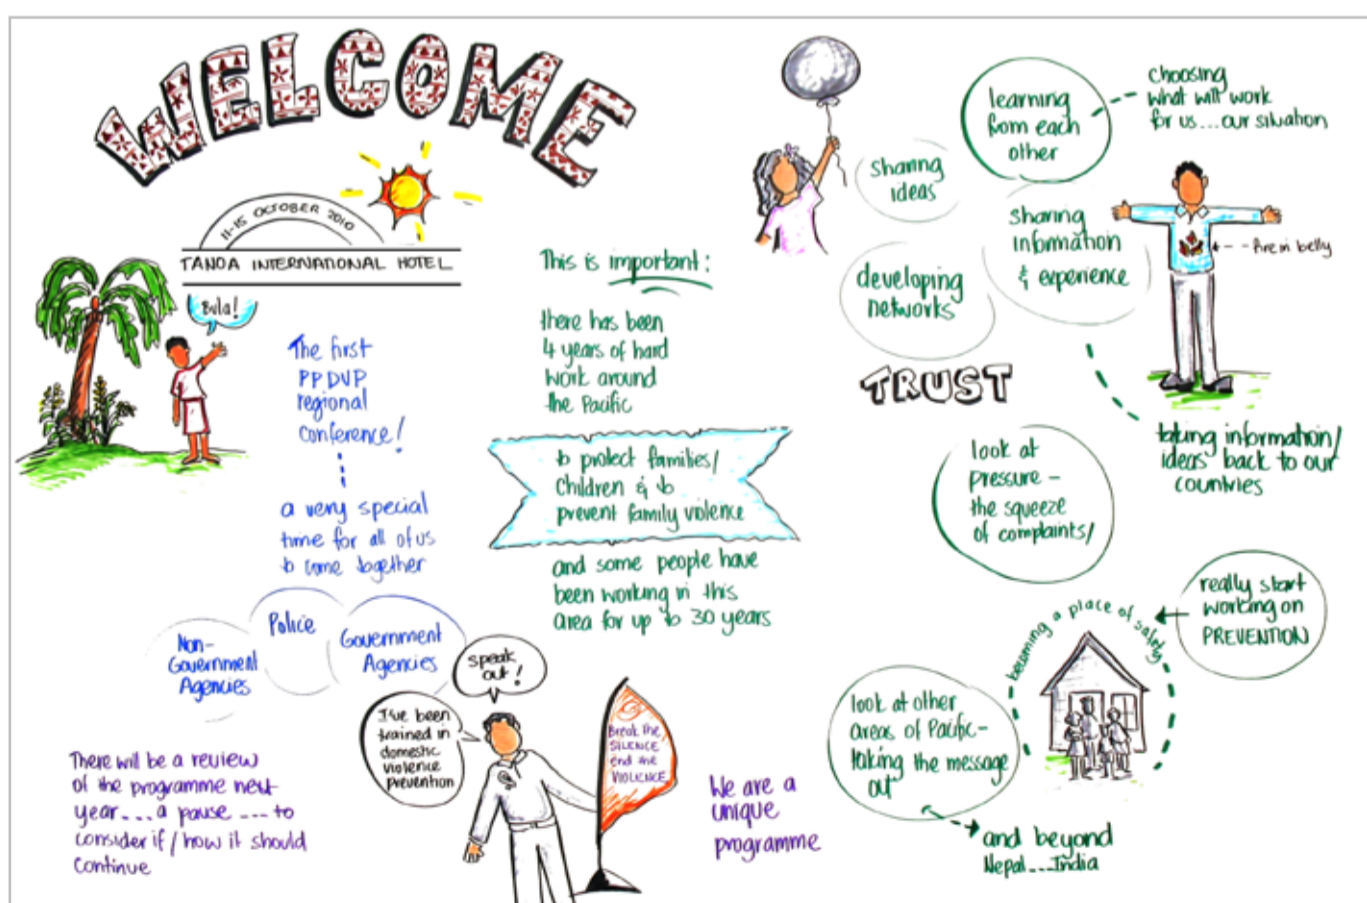 WELCOME
11-15 OCTOBER 2010
TANOA INTERNATIONAL HOTEL
Bula!
The first
PPDVP
regional
conference!
a very special
time for all of us
to come together
Non-
Government
Agencies
Police
Government
Agencies
There will be a review
of the programme next
year... a pause .... to
consider if / how it should
continue
This is important:
there has been
4 years of hard
work around
the Pacific
to protect families/
children & to
prevent family violence
and some people have
been working in this
area for up to 30 years
speak
out!
I've been
trained in
domestic
violence
prevention
Break the
SILENCE
End the
VIOLENCE
We are a
unique
programme
sharing
ideas
learning
from each
other
choosing
what will work
for us... our situation
developing
networks
sharing
information
& experience
fire in belly
TRUST
taking information/
ideas back to our
countries
look at
pressure -
the squeeze
of complaints/
really start
working on
PREVENTION
becoming a place of safety
look at other
areas of Pacific-
taking the message
out
and beyond
Nepal...India